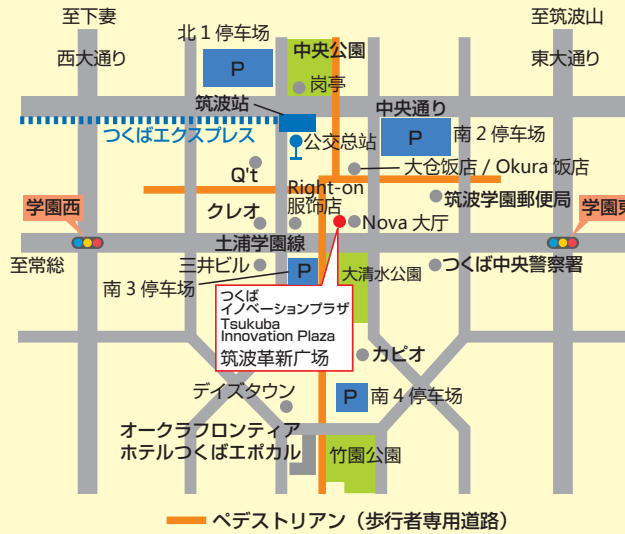 至下妻
至筑波山
北 1 停车场
西大通り
中央公園
東大通り
P
岗亭
筑波站
中央通り
つくばエクスプレス
P
南 2 停车场
公交总站
大仓饭店 / Okura 饭店
Q't
Right-on
服饰店
筑波学園郵便局
学園西
クレオ
Nova 大厅
学園東
土浦学園線
至常総
三井ビル
P
大清水公園
つくば中央警察署
南 3 停车场
つくば
イノベーションプラザ
Tsukuba
Innovation Plaza
筑波革新广场
カピオ
デイズタウン
P
南 4 停车场
オークラフロンティア
ホテルつくばエポカル
竹園公園
ペデストリアン（歩行者専用道路）